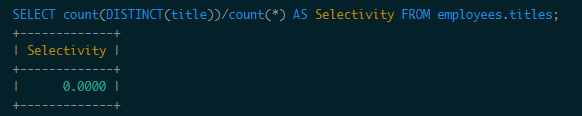 SELECT count(DISTINCT(title))/count(*) AS Selectivity FROM employees.titles;
+-------------+
| Selectivity |
+-------------+
|      0.0000 |
+-------------+